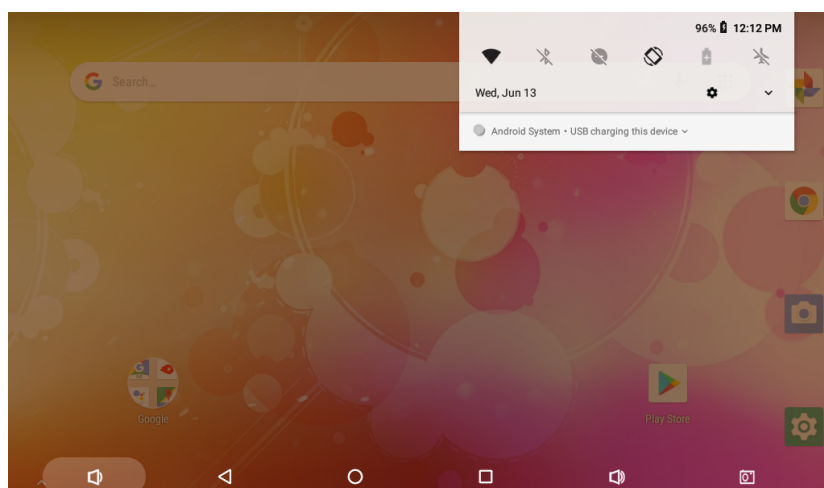 96% 12:12 PM
Search...
Wed, Jun 13
Android System • USB charging this device
Google
Play Store